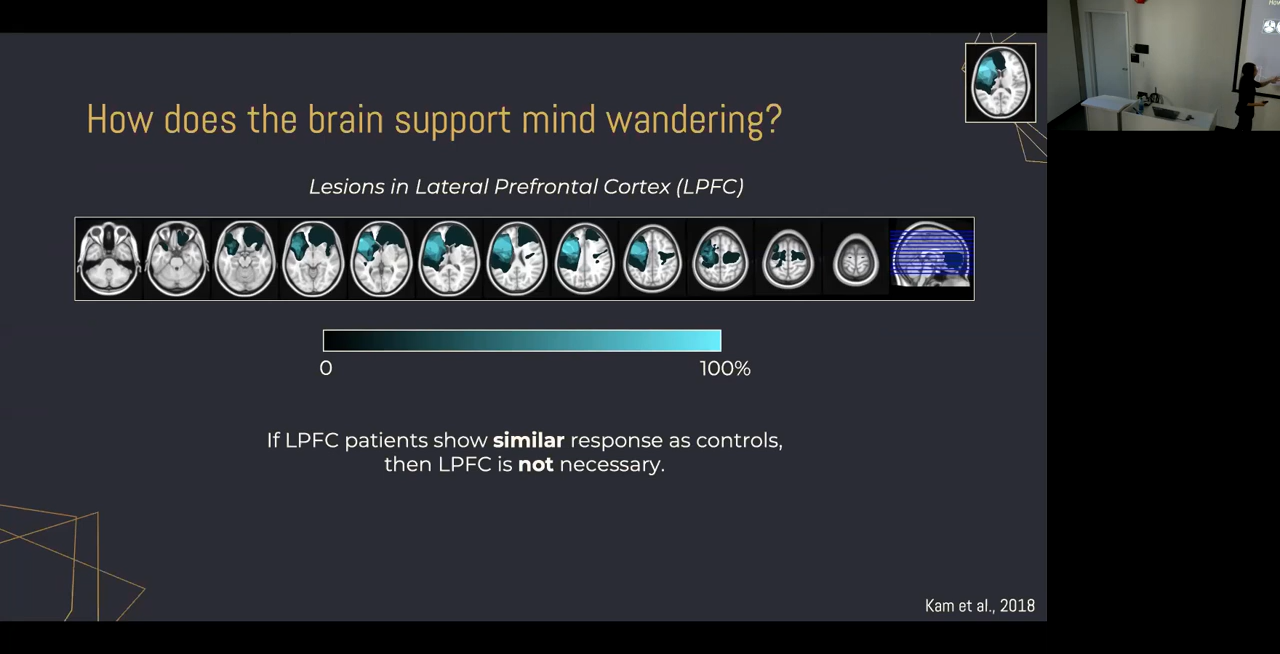 How does the brain support mind wandering?
Lesions in Lateral Prefrontal Cortex (LPFC)
0
100%
If LPFC patients show similar response as controls,
then LPFC is not necessary.
Kam et al., 2018